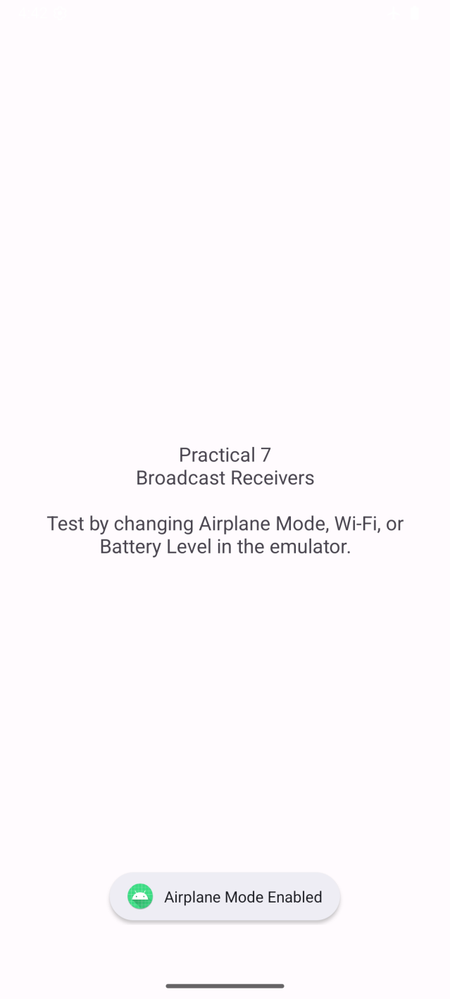 Practical 7
Broadcast Receivers
Test by changing Airplane Mode, Wi-Fi, or
Battery Level in the emulator.
Airplane Mode Enabled